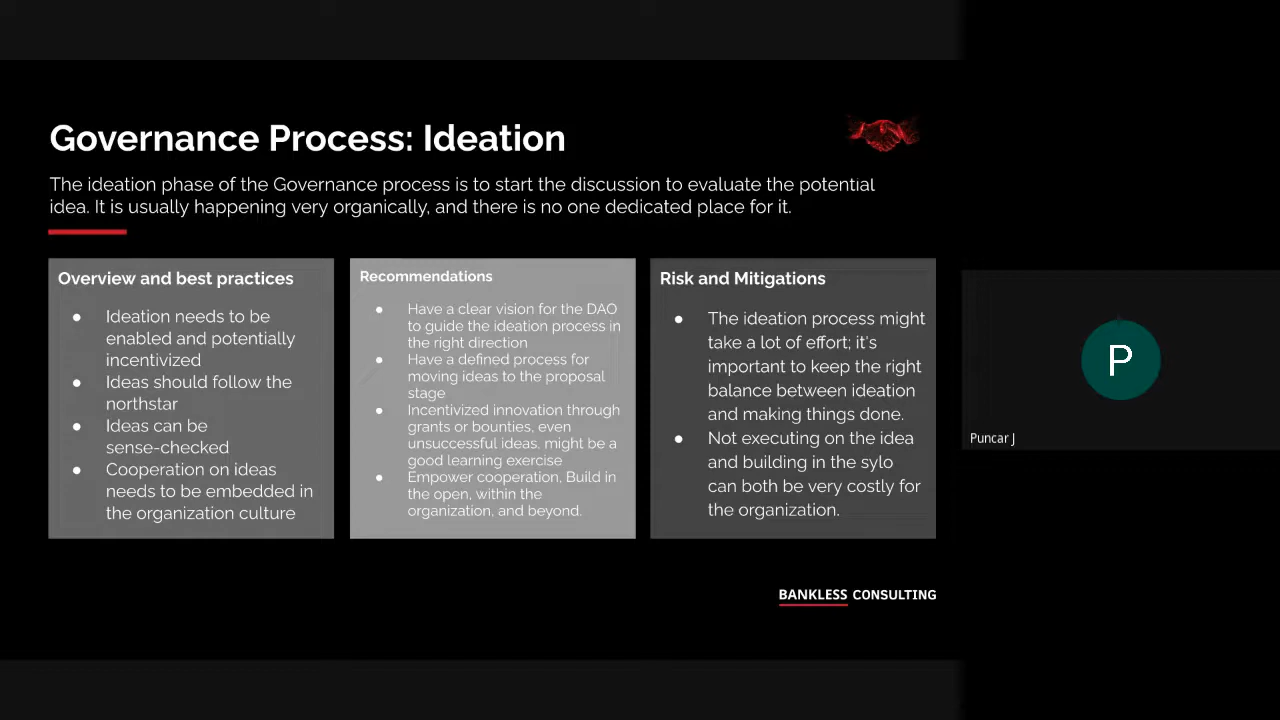 Governance Process: Ideation
The ideation phase of the Governance process is to start the discussion to evaluate the potential
idea. It is usually happening very organically, and there is no one dedicated place for it.
Overview and best practices
● Ideation needs to be
enabled and potentially
incentivized
● Ideas should follow the
northstar
● Ideas can be
sense-checked
● Cooperation on ideas
needs to be embedded in
the organization culture
Recommendations
● Have a clear vision for the DAO
to guide the ideation process in
the right direction
● Have a defined process for
moving ideas to the proposal
stage
● Incentivized innovation through
grants or bounties, even
unsuccessful ideas, might be a
good learning exercise
● Empower cooperation, Build in
the open, within the
organization, and beyond.
Risk and Mitigations
● The ideation process might
take a lot of effort; it's
important to keep the right
balance between ideation
and making things done.
● Not executing on the idea
and building in the sylo
can both be very costly for
the organization.
BANKLESS CONSULTING
P
Puncar J